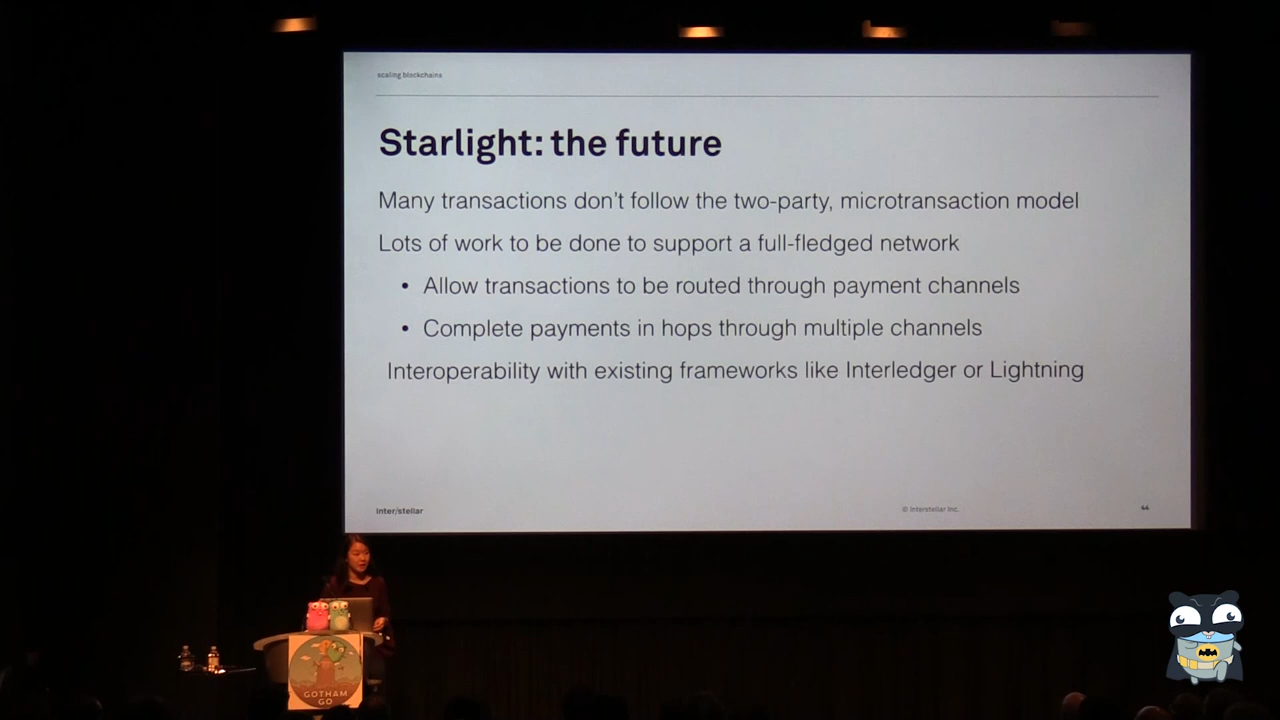 scaling blockchains
Starlight: the future
Many transactions don't follow the two-party, microtransaction model
Lots of work to be done to support a full-fledged network
• Allow transactions to be routed through payment channels
• Complete payments in hops through multiple channels
Interoperability with existing frameworks like Interledger or Lightning
inter/stellar
© Interstellar Inc.
44
GOTHAM
GO